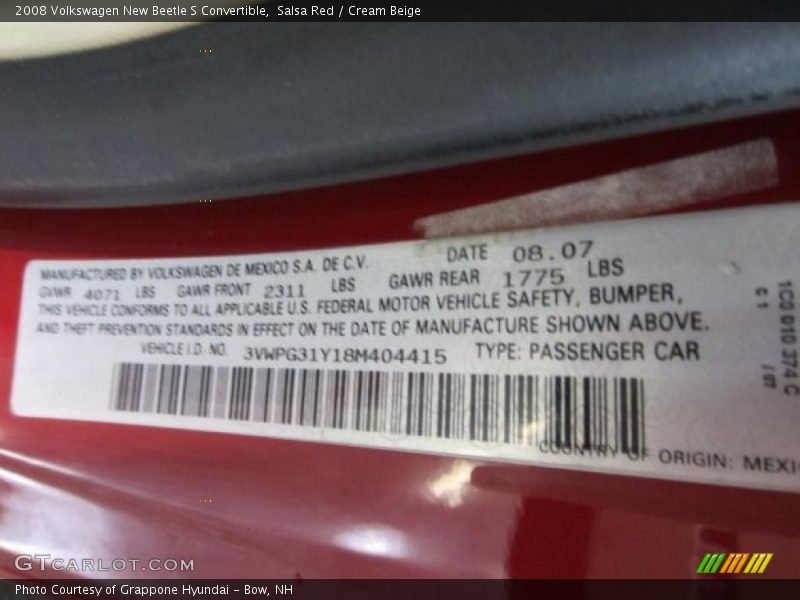 2008 Volkswagen New Beetle S Convertible,  Salsa Red / Cream Beige
MANUFACTURED BY VOLKSWAGEN DE MEXICO S.A. DE C.V. DATE 08.07
GVWR 4071 LBS GAWR FRONT 2311 LBS GAWR REAR 1775 LBS
THIS VEHICLE CONFORMS TO ALL APPLICABLE U.S. FEDERAL MOTOR VEHICLE SAFETY, BUMPER,
AND THEFT PREVENTION STANDARDS IN EFFECT ON THE DATE OF MANUFACTURE SHOWN ABOVE.
VEHICLE I.D. NO. 3VWPG31Y18M404415 TYPE: PASSENGER CAR
COUNTRY OF ORIGIN: MEXI
1C0 010 374 C
GTCARLOT.COM
Photo Courtesy of Grappone Hyundai - Bow, NH